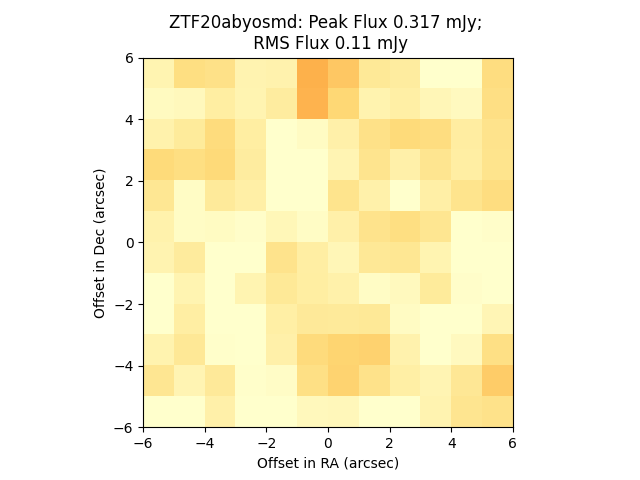 ZTF20abyosmd: Peak Flux 0.317 mJy;
RMS Flux 0.11 mJy
6
4
2
0
−2
−4
−6
Offset in Dec (arcsec)
−6 −4 −2 0 2 4 6
Offset in RA (arcsec)